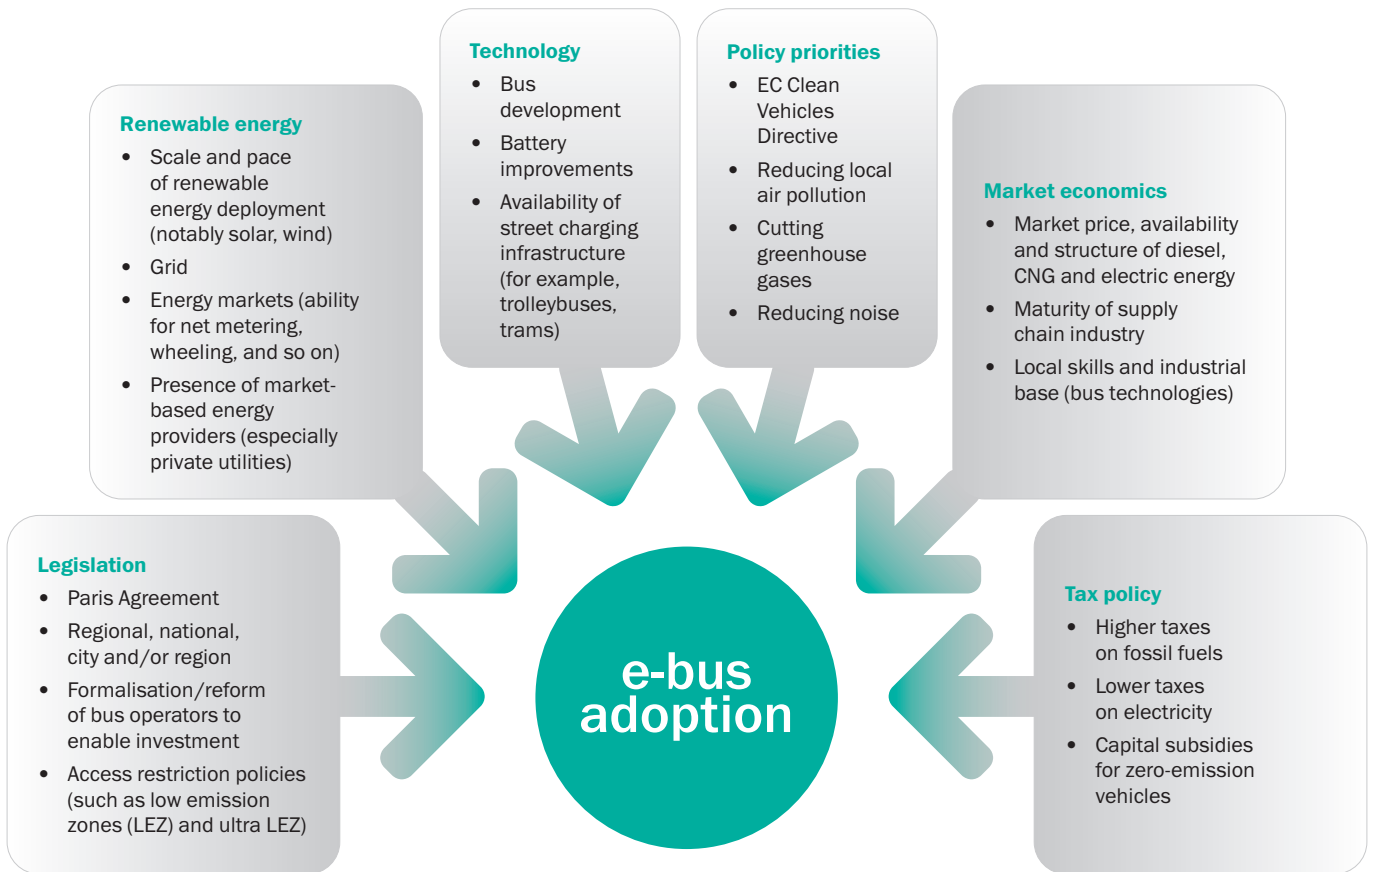 Technology
• Bus
development
• Battery
improvements
• Availability of
street charging
infrastructure
(for example,
trolleybuses,
trams)
Policy priorities
• EC Clean
Vehicles
Directive
• Reducing local
air pollution
• Cutting
greenhouse
gases
• Reducing noise
Renewable energy
• Scale and pace
of renewable
energy deployment
(notably solar, wind)
• Grid
• Energy markets (ability
for net metering,
wheeling, and so on)
• Presence of market-
based energy
providers (especially
private utilities)
Market economics
• Market price, availability
and structure of diesel,
CNG and electric energy
• Maturity of supply
chain industry
• Local skills and industrial
base (bus technologies)
Legislation
• Paris Agreement
• Regional, national,
city and/or region
• Formalisation/reform
of bus operators to
enable investment
• Access restriction policies
(such as low emission
zones (LEZ) and ultra LEZ)
e-bus
adoption
Tax policy
• Higher taxes
on fossil fuels
• Lower taxes
on electricity
• Capital subsidies
for zero-emission
vehicles